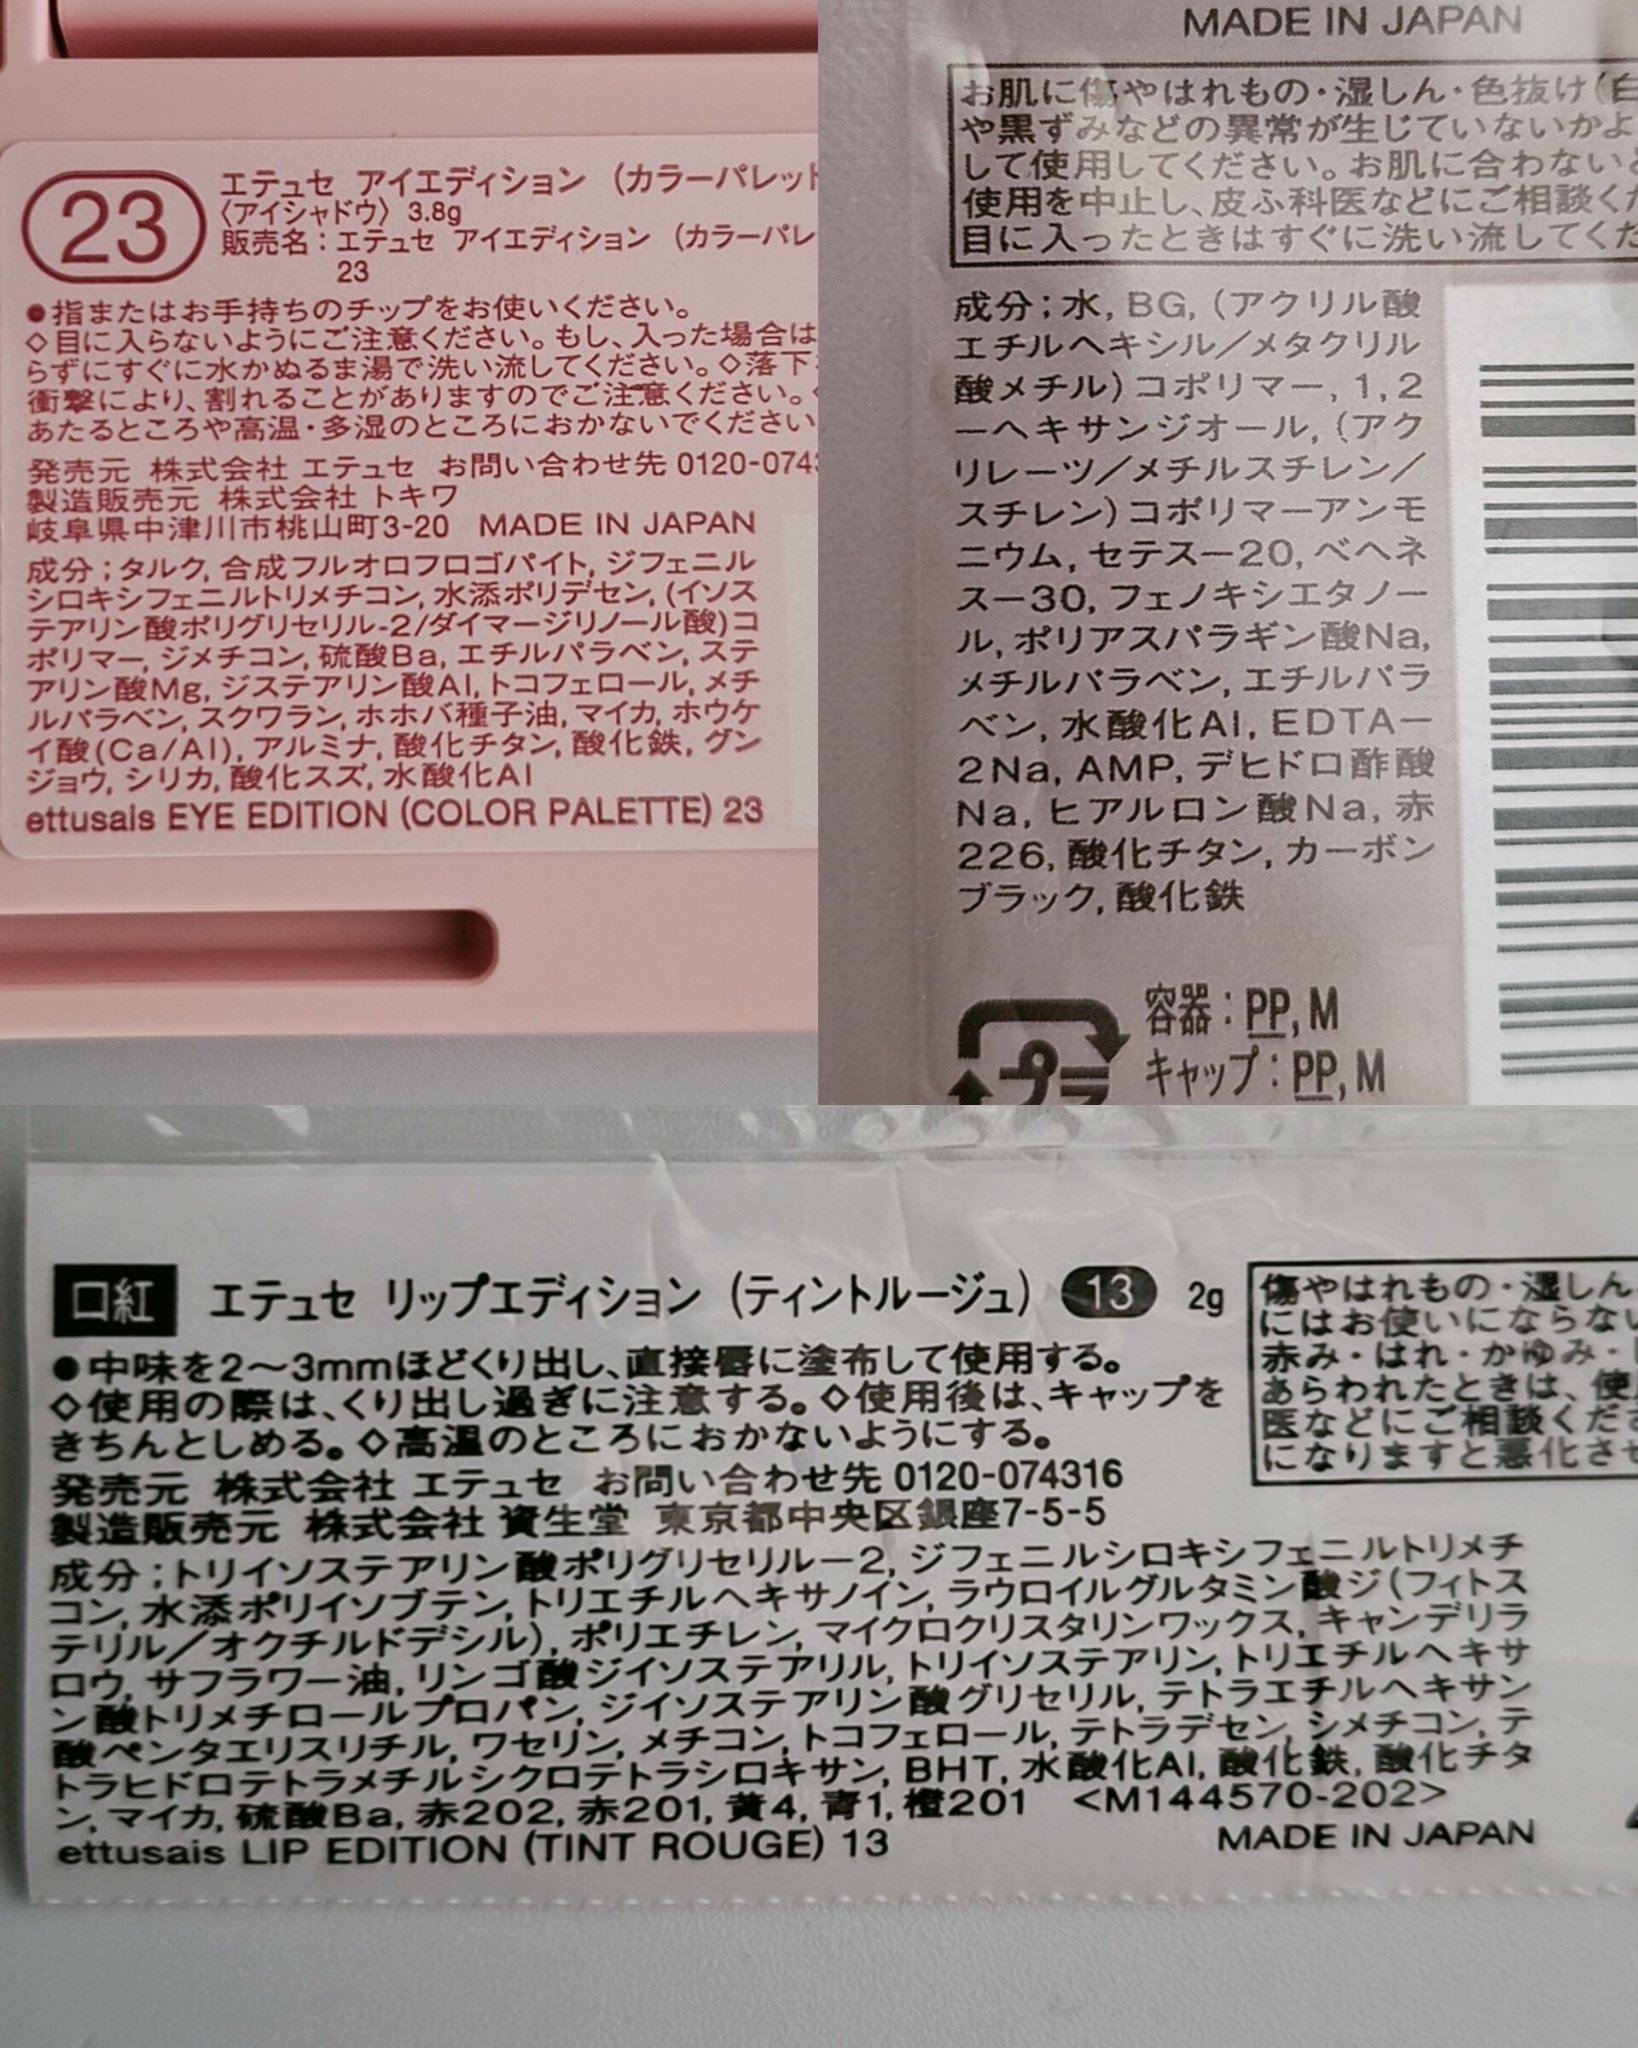 23
エテュセ アイエディション (カラーパレット
〈アイシャドウ〉 3.8g
販売名：エテュセ アイエディション (カラーパレ
23
●指またはお手持ちのチップをお使いください。
◇目に入らないようにご注意ください。もし、入った場合は
らずにすぐに水かぬるま湯で洗い流してください。◇落下
衝撃により、割れることがありますのでご注意ください。
あたるところや高温・多湿のところにおかないでください
発売元 株式会社 エテュセ お問い合わせ先 0120-0743
製造販売元 株式会社 トキワ
岐阜県中津川市桃山町3-20 MADE IN JAPAN
成分；タルク, 合成フルオロフロゴパイト, ジフェニル
シロキシフェニルトリメチコン, 水添ポリデセン, (イソス
テアリン酸ポリグリセリル-2/ダイマージリノール酸)コ
ポリマー, ジメチコン, 硫酸Ba, エチルパラベン, ステ
アリン酸Mg, ジステアリン酸Al, トコフェロール, メチ
ルパラベン, スクワラン, ホホバ種子油, マイカ, ホウケ
イ酸(Ca/Al), アルミナ, 酸化チタン, 酸化鉄, グン
ジョウ, シリカ, 酸化スズ, 水酸化Al
ettusais EYE EDITION (COLOR PALETTE) 23
MADE IN JAPAN
お肌に傷やはれもの・湿しん・色抜け(白
や黒ずみなどの異常が生じていないかよ
して使用してください。お肌に合わないと
使用を中止し、皮ふ科医などにご相談くだ
目に入ったときはすぐに洗い流してくだ
成分；水, BG, (アクリル酸
エチルヘキシル／メタクリル
酸メチル)コポリマー, 1, 2
ーヘキサンジオール, (アク
リレーツ／メチルスチレン／
スチレン)コポリマーアンモ
ニウム, セテスー20, ベヘネ
スー30, フェノキシエタノー
ル, ポリアスパラギン酸Na,
メチルパラベン, エチルパラ
ベン, 水酸化Al, EDTAー
2Na, AMP, デヒドロ酢酸
Na, ヒアルロン酸Na, 赤
226, 酸化チタン, カーボン
ブラック, 酸化鉄
容器：PP, M
キャップ：PP, M
口紅 エテュセ リップエディション (ティントルージュ) 13 2g
●中味を2～3mmほどくり出し、直接唇に塗布して使用する。
◇使用の際は、くり出し過ぎに注意する。◇使用後は、キャップを
きちんとしめる。◇高温のところにおかないようにする。
発売元 株式会社 エテュセ お問い合わせ先 0120-074316
製造販売元 株式会社 資生堂 東京都中央区銀座7-5-5
成分；トリイソステアリン酸ポリグリセリルー2, ジフェニルシロキシフェニルトリメチ
コン, 水添ポリイソブテン, トリエチルヘキサノイン, ラウロイルグルタミン酸ジ(フィトス
テリル／オクチルドデシル), ポリエチレン, マイクロクリスタリンワックス, キャンデリラ
ロウ, サフラワー油, リンゴ酸ジイソステアリル, トリイソステアリン, トリエチルヘキサ
ン酸トリメチロールプロパン, ジイソステアリン酸グリセリル, テトラエチルヘキサン
酸ペンタエリスリチル, ワセリン, メチコン, トコフェロール, テトラデセン, シメチコン, テ
トラヒドロテトラメチルシクロテトラシロキサン, BHT, 水酸化Al, 酸化鉄, 酸化チタ
ン, マイカ, 硫酸Ba, 赤202, 赤201, 黄4, 青1, 橙201 <M144570-202>
ettusais LIP EDITION (TINT ROUGE) 13 MADE IN JAPAN
傷やはれもの・湿しん
にはお使いにならない
赤み・はれ・かゆみ・
あらわれたときは、使
医などにご相談くださ
になりますと悪化させ